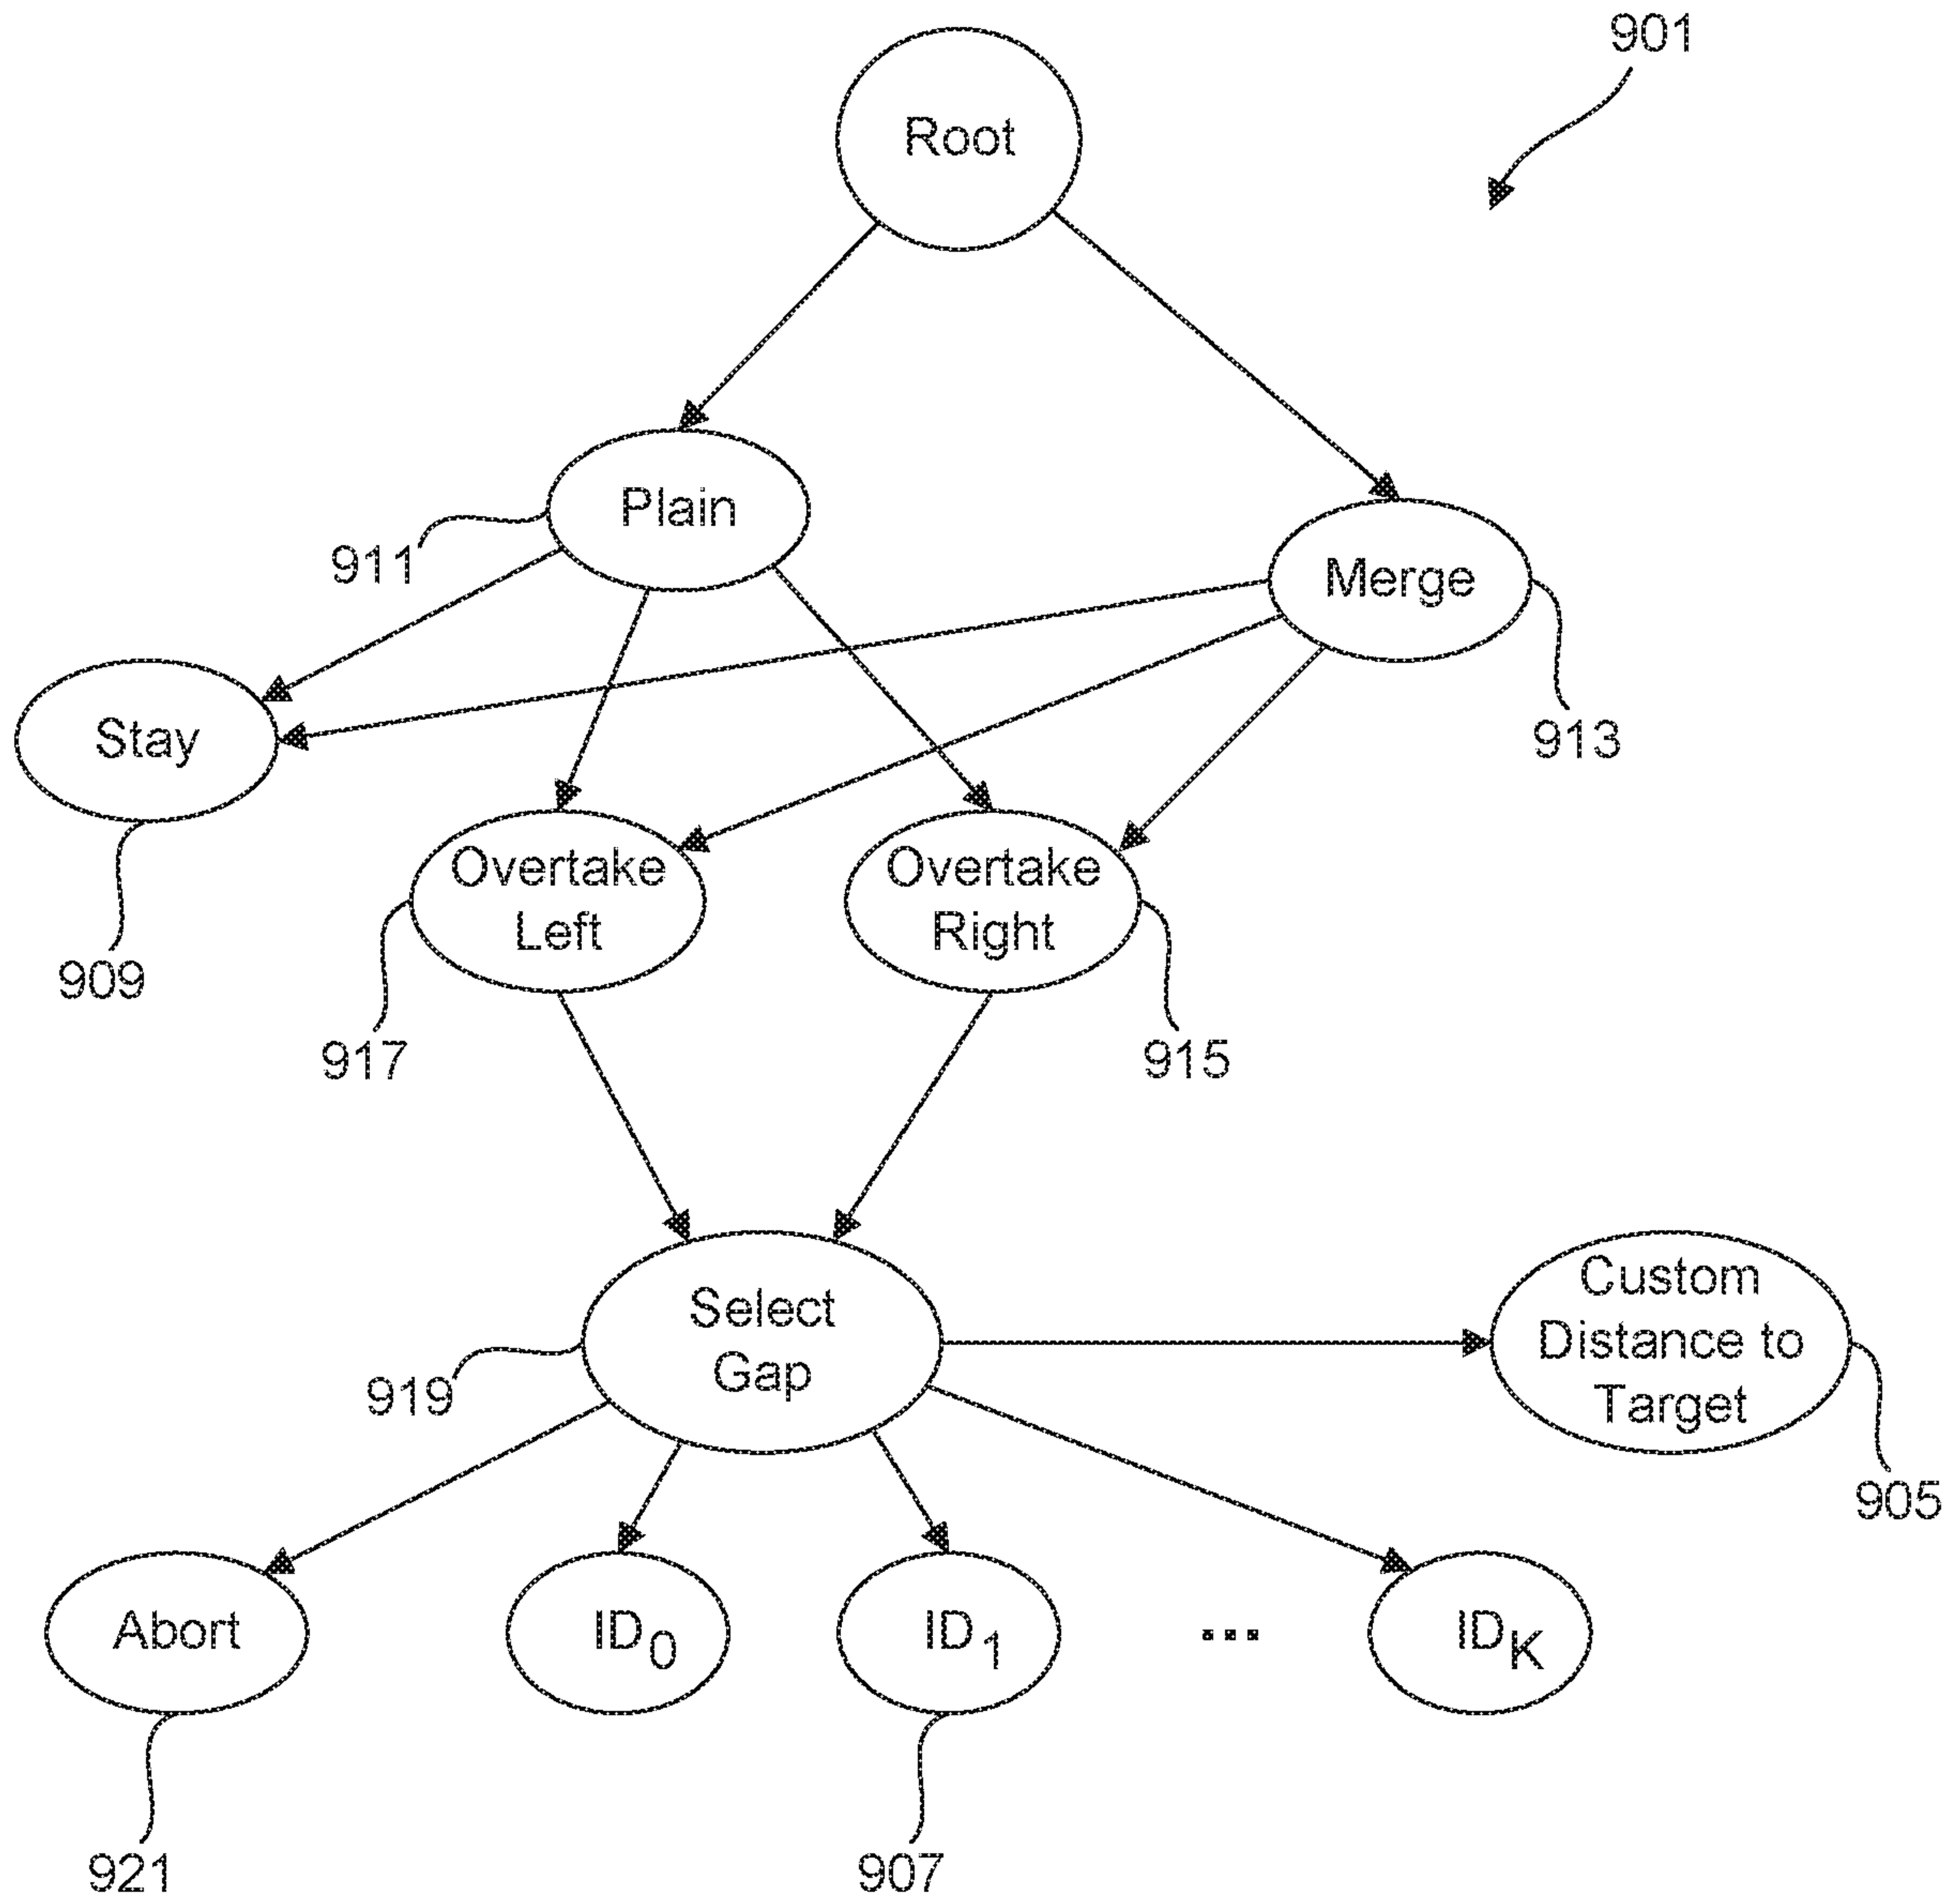 901
Root
Plain
911
Merge
913
Stay
909
Overtake
Left
917
Overtake
Right
915
Select
Gap
919
Custom
Distance to
Target
905
Abort
921
ID0
ID1
907
...
IDK